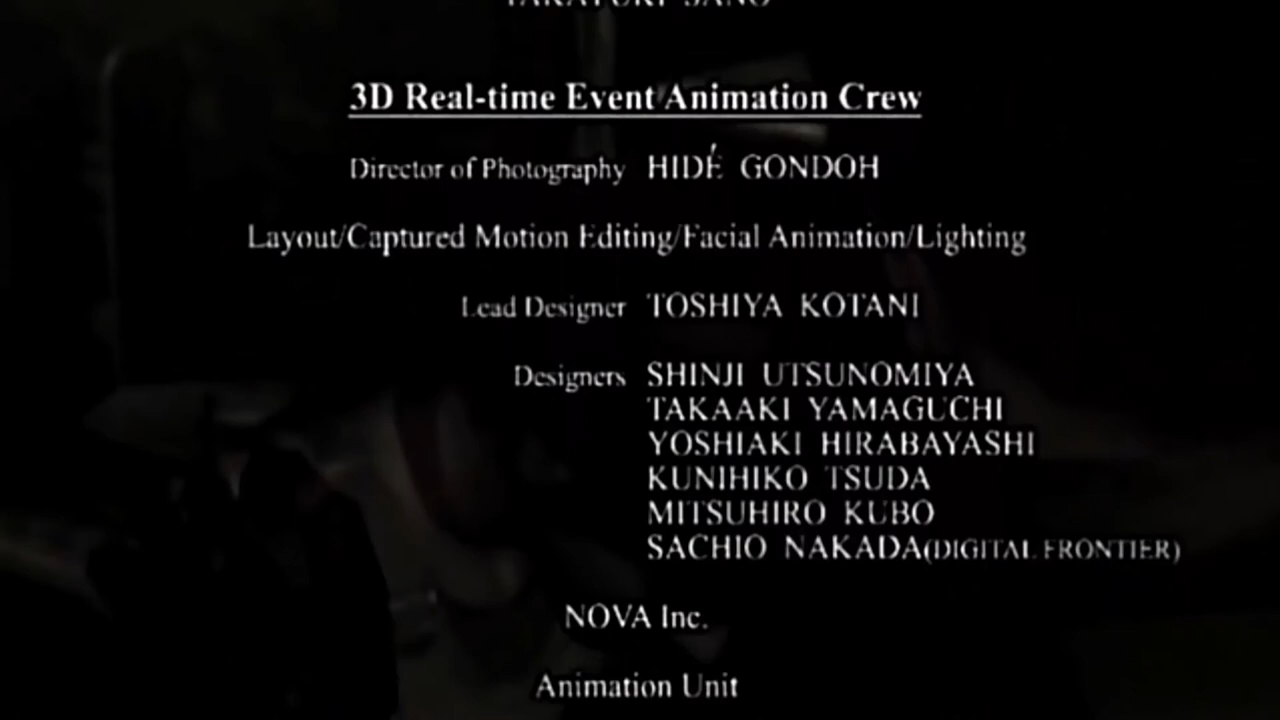 TAKAYUKI SANO
3D Real-time Event Animation Crew
Director of Photography HIDÉ GONDOH
Layout/Captured Motion Editing/Facial Animation/Lighting
Lead Designer TOSHIYA KOTANI
Designers SHINJI UTSUNOMIYA
TAKAAKI YAMAGUCHI
YOSHIAKI HIRABAYASHI
KUNIHIKO TSUDA
MITSUHIRO KUBO
SACHIO NAKADA(DIGITAL FRONTIER)
NOVA Inc.
Animation Unit